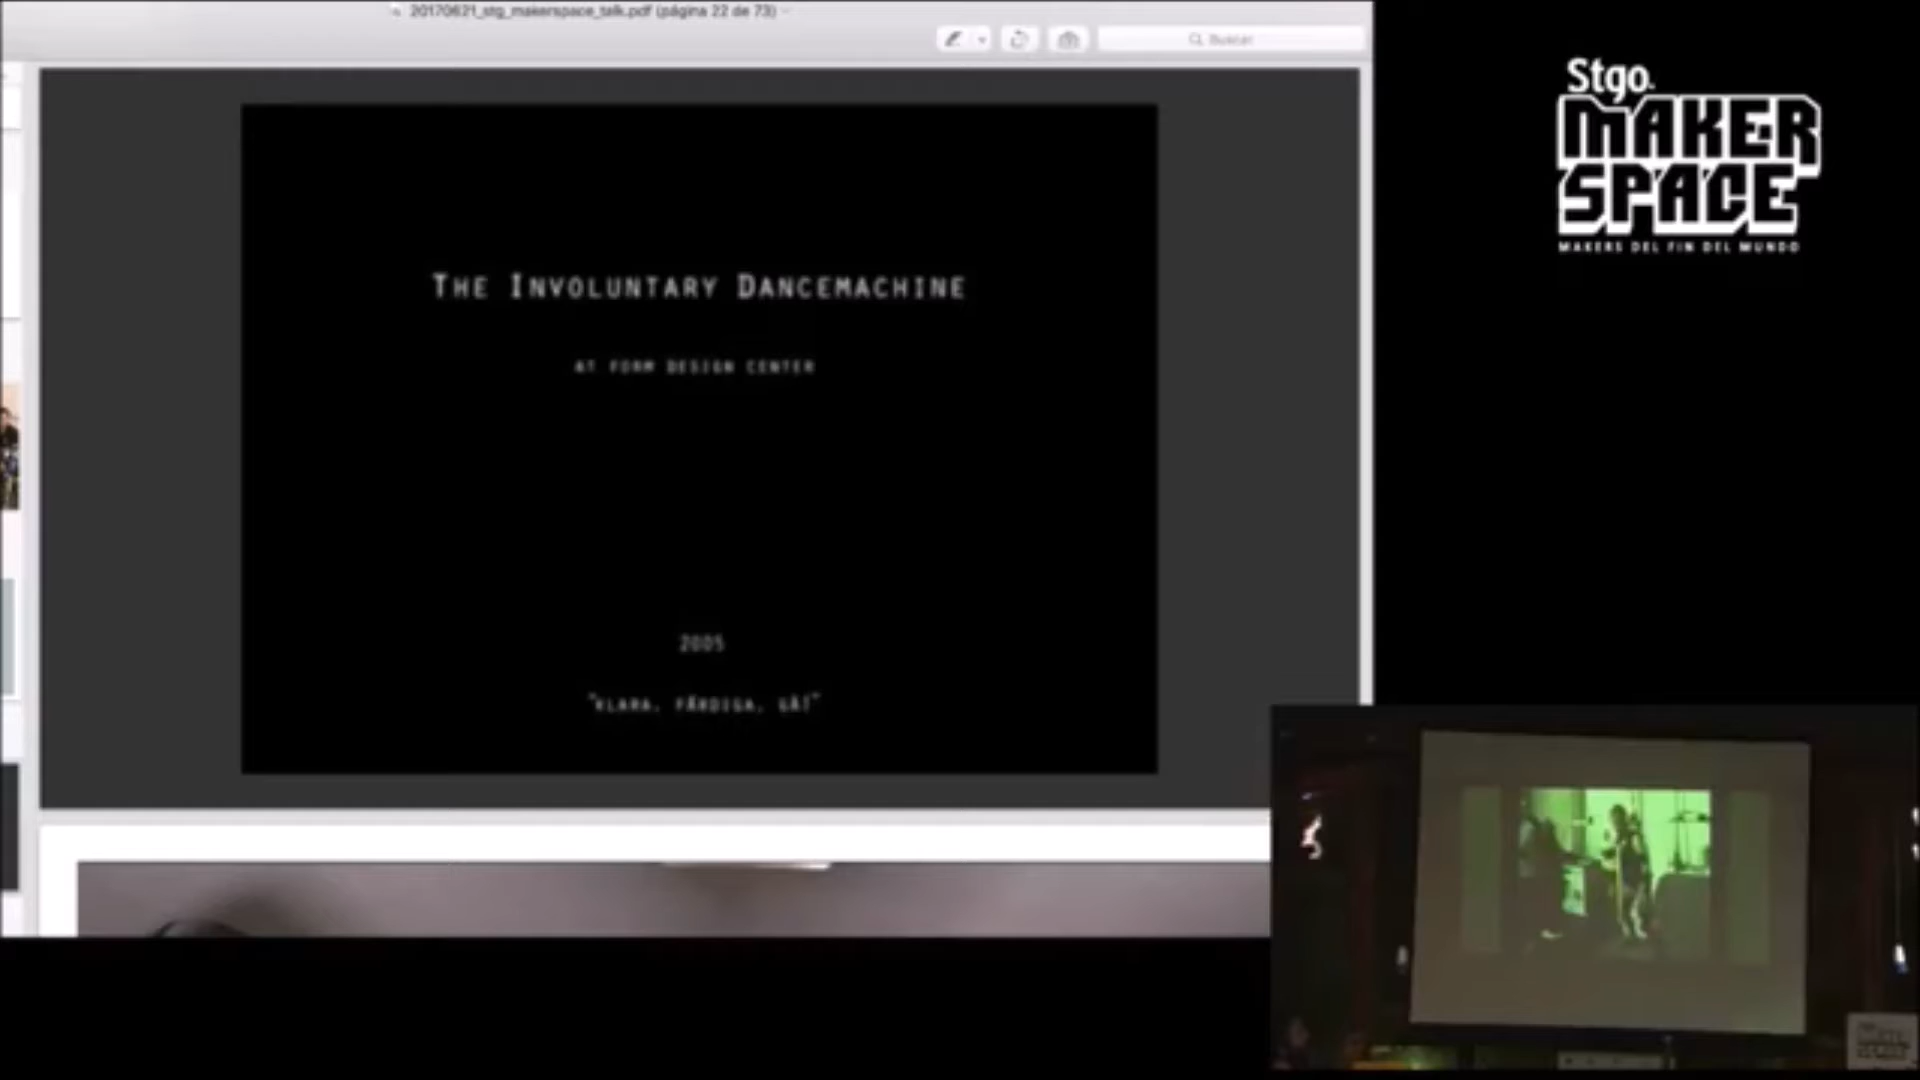 20170621_stg_makerspace_talk.pdf (página 22 de 73)
Buscar
THE INVOLUNTARY DANCEMACHINE
AT FORM DESIGN CENTER
2005
"KLARA, FÄRDIGA, GÅ!"
Stgo.
MAKER
SPACE
MAKERS DEL FIN DEL MUNDO